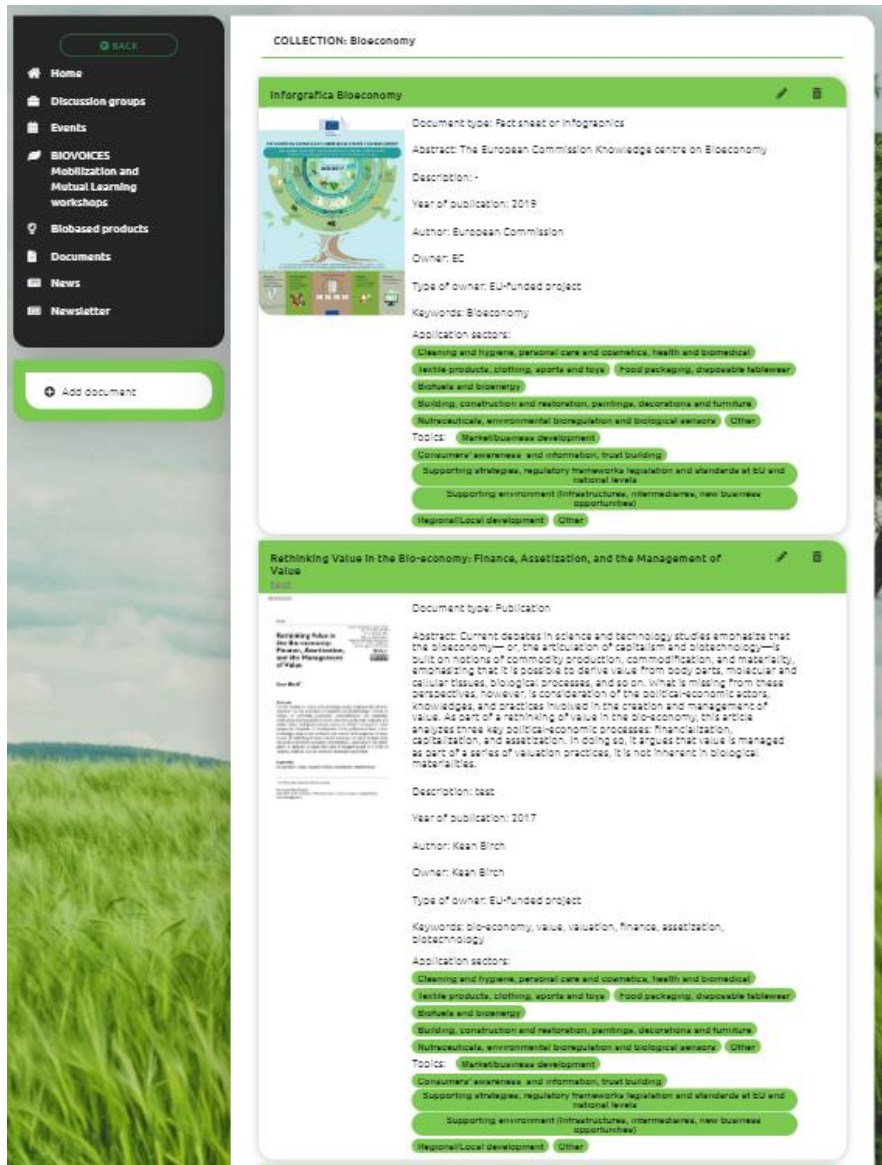 BACK
Home
Discussion groups
Events
BIOVOICES
Mobilization and
Mutual Learning
workshops
Biobased products
Documents
News
Newsletter
Add document
COLLECTION: Bioeconomy
Inforgrafica Bioeconomy
Document type: Fact sheet or infographics
Abstract: The European Commission Knowledge centre on Bioeconomy
Description: -
Year of publication: 2019
Author: European Commission
Owner: EC
Type of owner: EU-funded project
Keywords: Bioeconomy
Application sectors:
Cleaning and hygiene, personal care and cosmetics, health and biomedical
Textile products, clothing, sports and toys Food packaging, disposable tableware
Biofuels and bioenergy
Building, construction and restoration, paintings, decorations and furniture
Nutraceuticals, environmental bioregulation and biological sensors Other
Topics: Market/business development
Consumers' awareness and information, trust building
Supporting strategies, regulatory frameworks legislation and standards at EU and
national levels
Supporting environment (infrastructures, intermediaires, new business
opportunities)
Regional/Local development Other
Rethinking Value in the Bio-economy: Finance, Assetization, and the Management of
Value
test
Rethinking Value in
the Bio-economy:
Finance, Assetization,
and the Management
of Value
Kean Birch
Document type: Publication
Abstract: Current debates in science and technology studies emphasize that
the bioeconomy— or, the articulation of capitalism and biotechnology—is
built on notions of commodity production, commodification, and materiality,
emphasizing that it is possible to derive value from body parts, molecular and
cellular tissues, biological processes, and so on. What is missing from these
perspectives, however, is consideration of the political-economic actors,
knowledges, and practices involved in the creation and management of
value. As part of a rethinking of value in the bio-economy, this article
analyzes three key political-economic processes: financialization,
capitalization, and assetization. In doing so, it argues that value is managed
as part of a series of valuation practices, it is not inherent in biological
materialities.
Description: test
Year of publication: 2017
Author: Kean Birch
Owner: Kean Birch
Type of owner: EU-funded project
Keywords: bio-economy, value, valuation, finance, assetization,
biotechnology
Application sectors:
Cleaning and hygiene, personal care and cosmetics, health and biomedical
Textile products, clothing, sports and toys Food packaging, disposable tableware
Biofuels and bioenergy
Building, construction and restoration, paintings, decorations and furniture
Nutraceuticals, environmental bioregulation and biological sensors Other
Topics: Market/business development
Consumers' awareness and information, trust building
Supporting strategies, regulatory frameworks legislation and standards at EU and
national levels
Supporting environment (infrastructures, intermediaires, new business
opportunities)
Regional/Local development Other